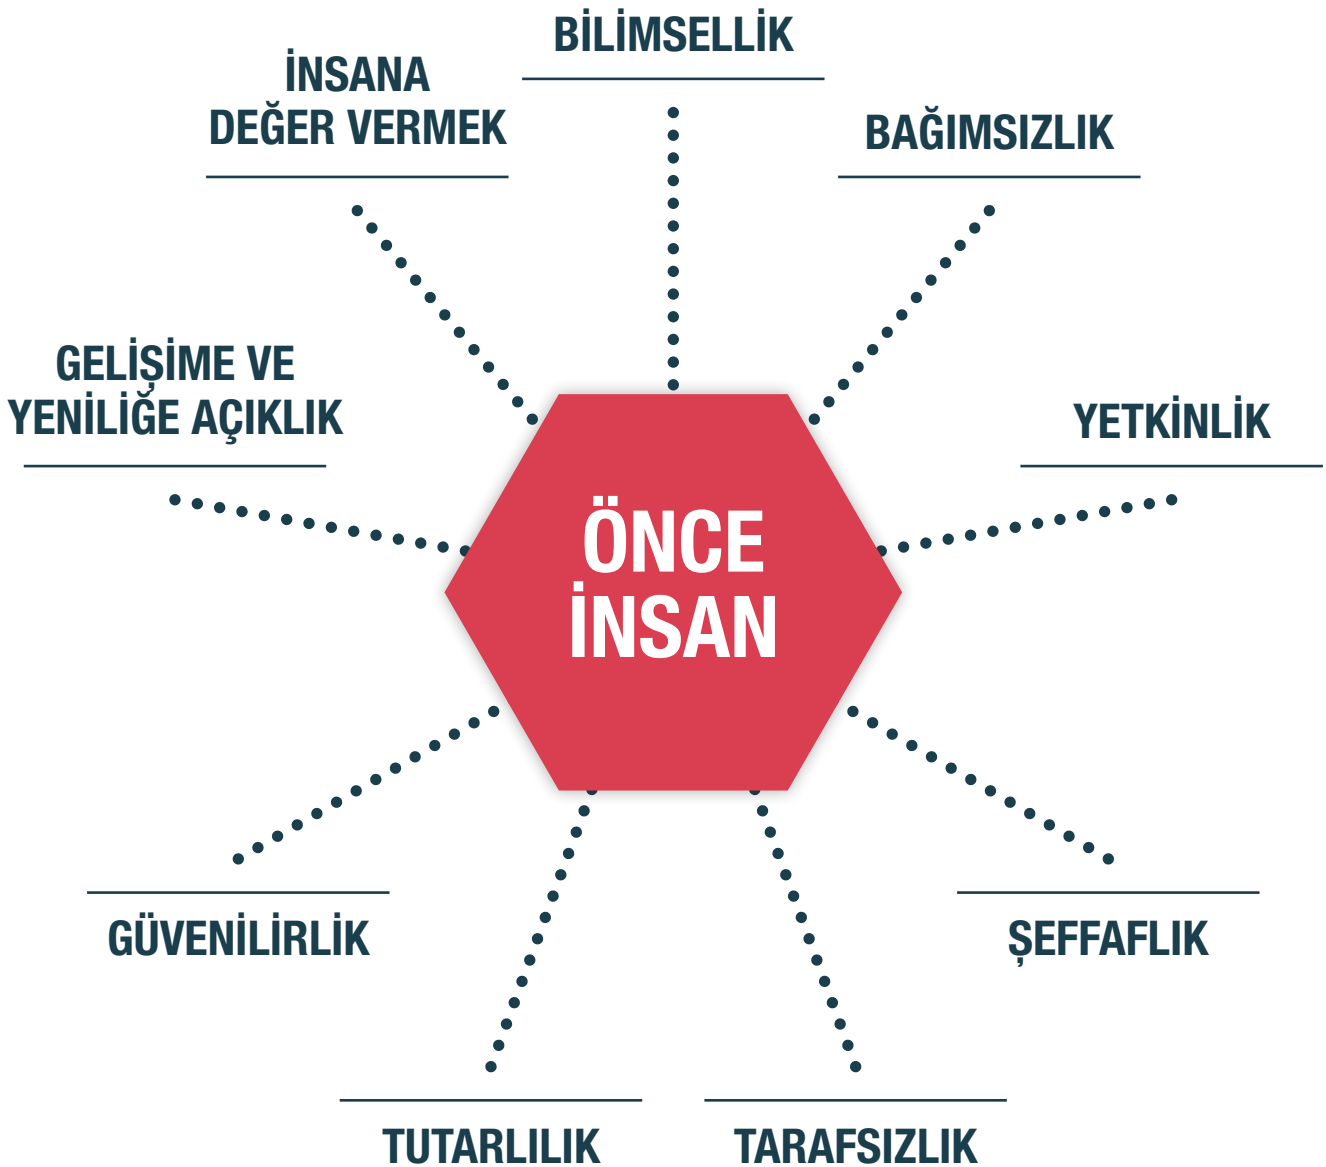 BİLİMSELLİK
İNSANA
DEĞER VERMEK
BAĞIMSIZLIK
GELİŞİME VE
YENİLİĞE AÇIKLIK
YETKİNLİK
ÖNCE
İNSAN
GÜVENİLİRLİK
ŞEFFAFLIK
TUTARLILIK
TARAFSIZLIK